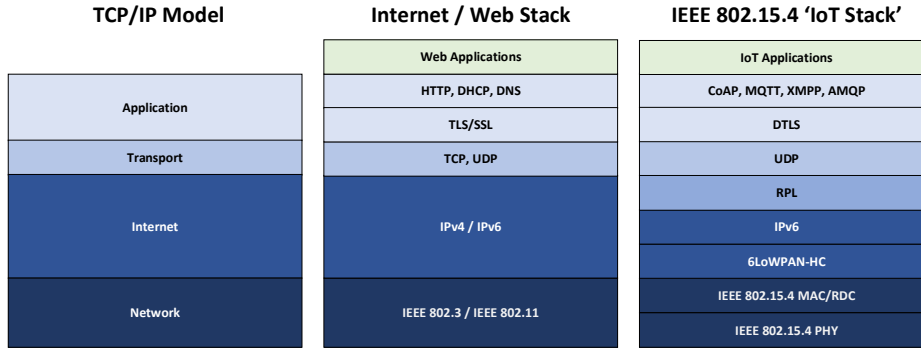 TCP/IP Model
Application
Transport
Internet
Network
Internet / Web Stack
Web Applications
HTTP, DHCP, DNS
TLS/SSL
TCP, UDP
IPv4 / IPv6
IEEE 802.3 / IEEE 802.11
IEEE 802.15.4 ‘IoT Stack’
IoT Applications
CoAP, MQTT, XMPP, AMQP
DTLS
UDP
RPL
IPv6
6LoWPAN-HC
IEEE 802.15.4 MAC/RDC
IEEE 802.15.4 PHY